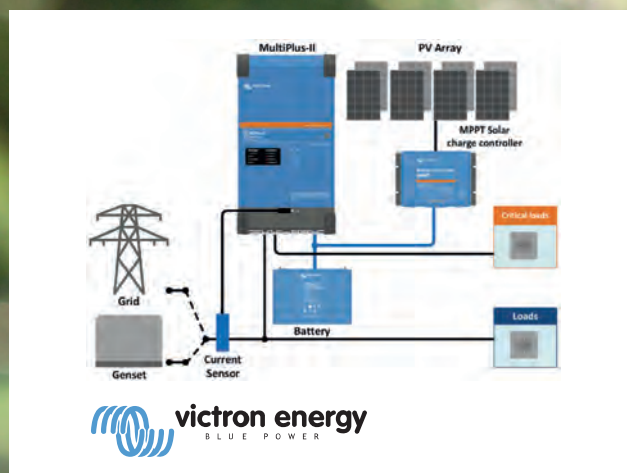 MultiPlus-II
PV Array
MPPT Solar
charge controller
Critical loads
Grid
Battery
Loads
Genset
Current
Sensor
victron energy
BLUE POWER